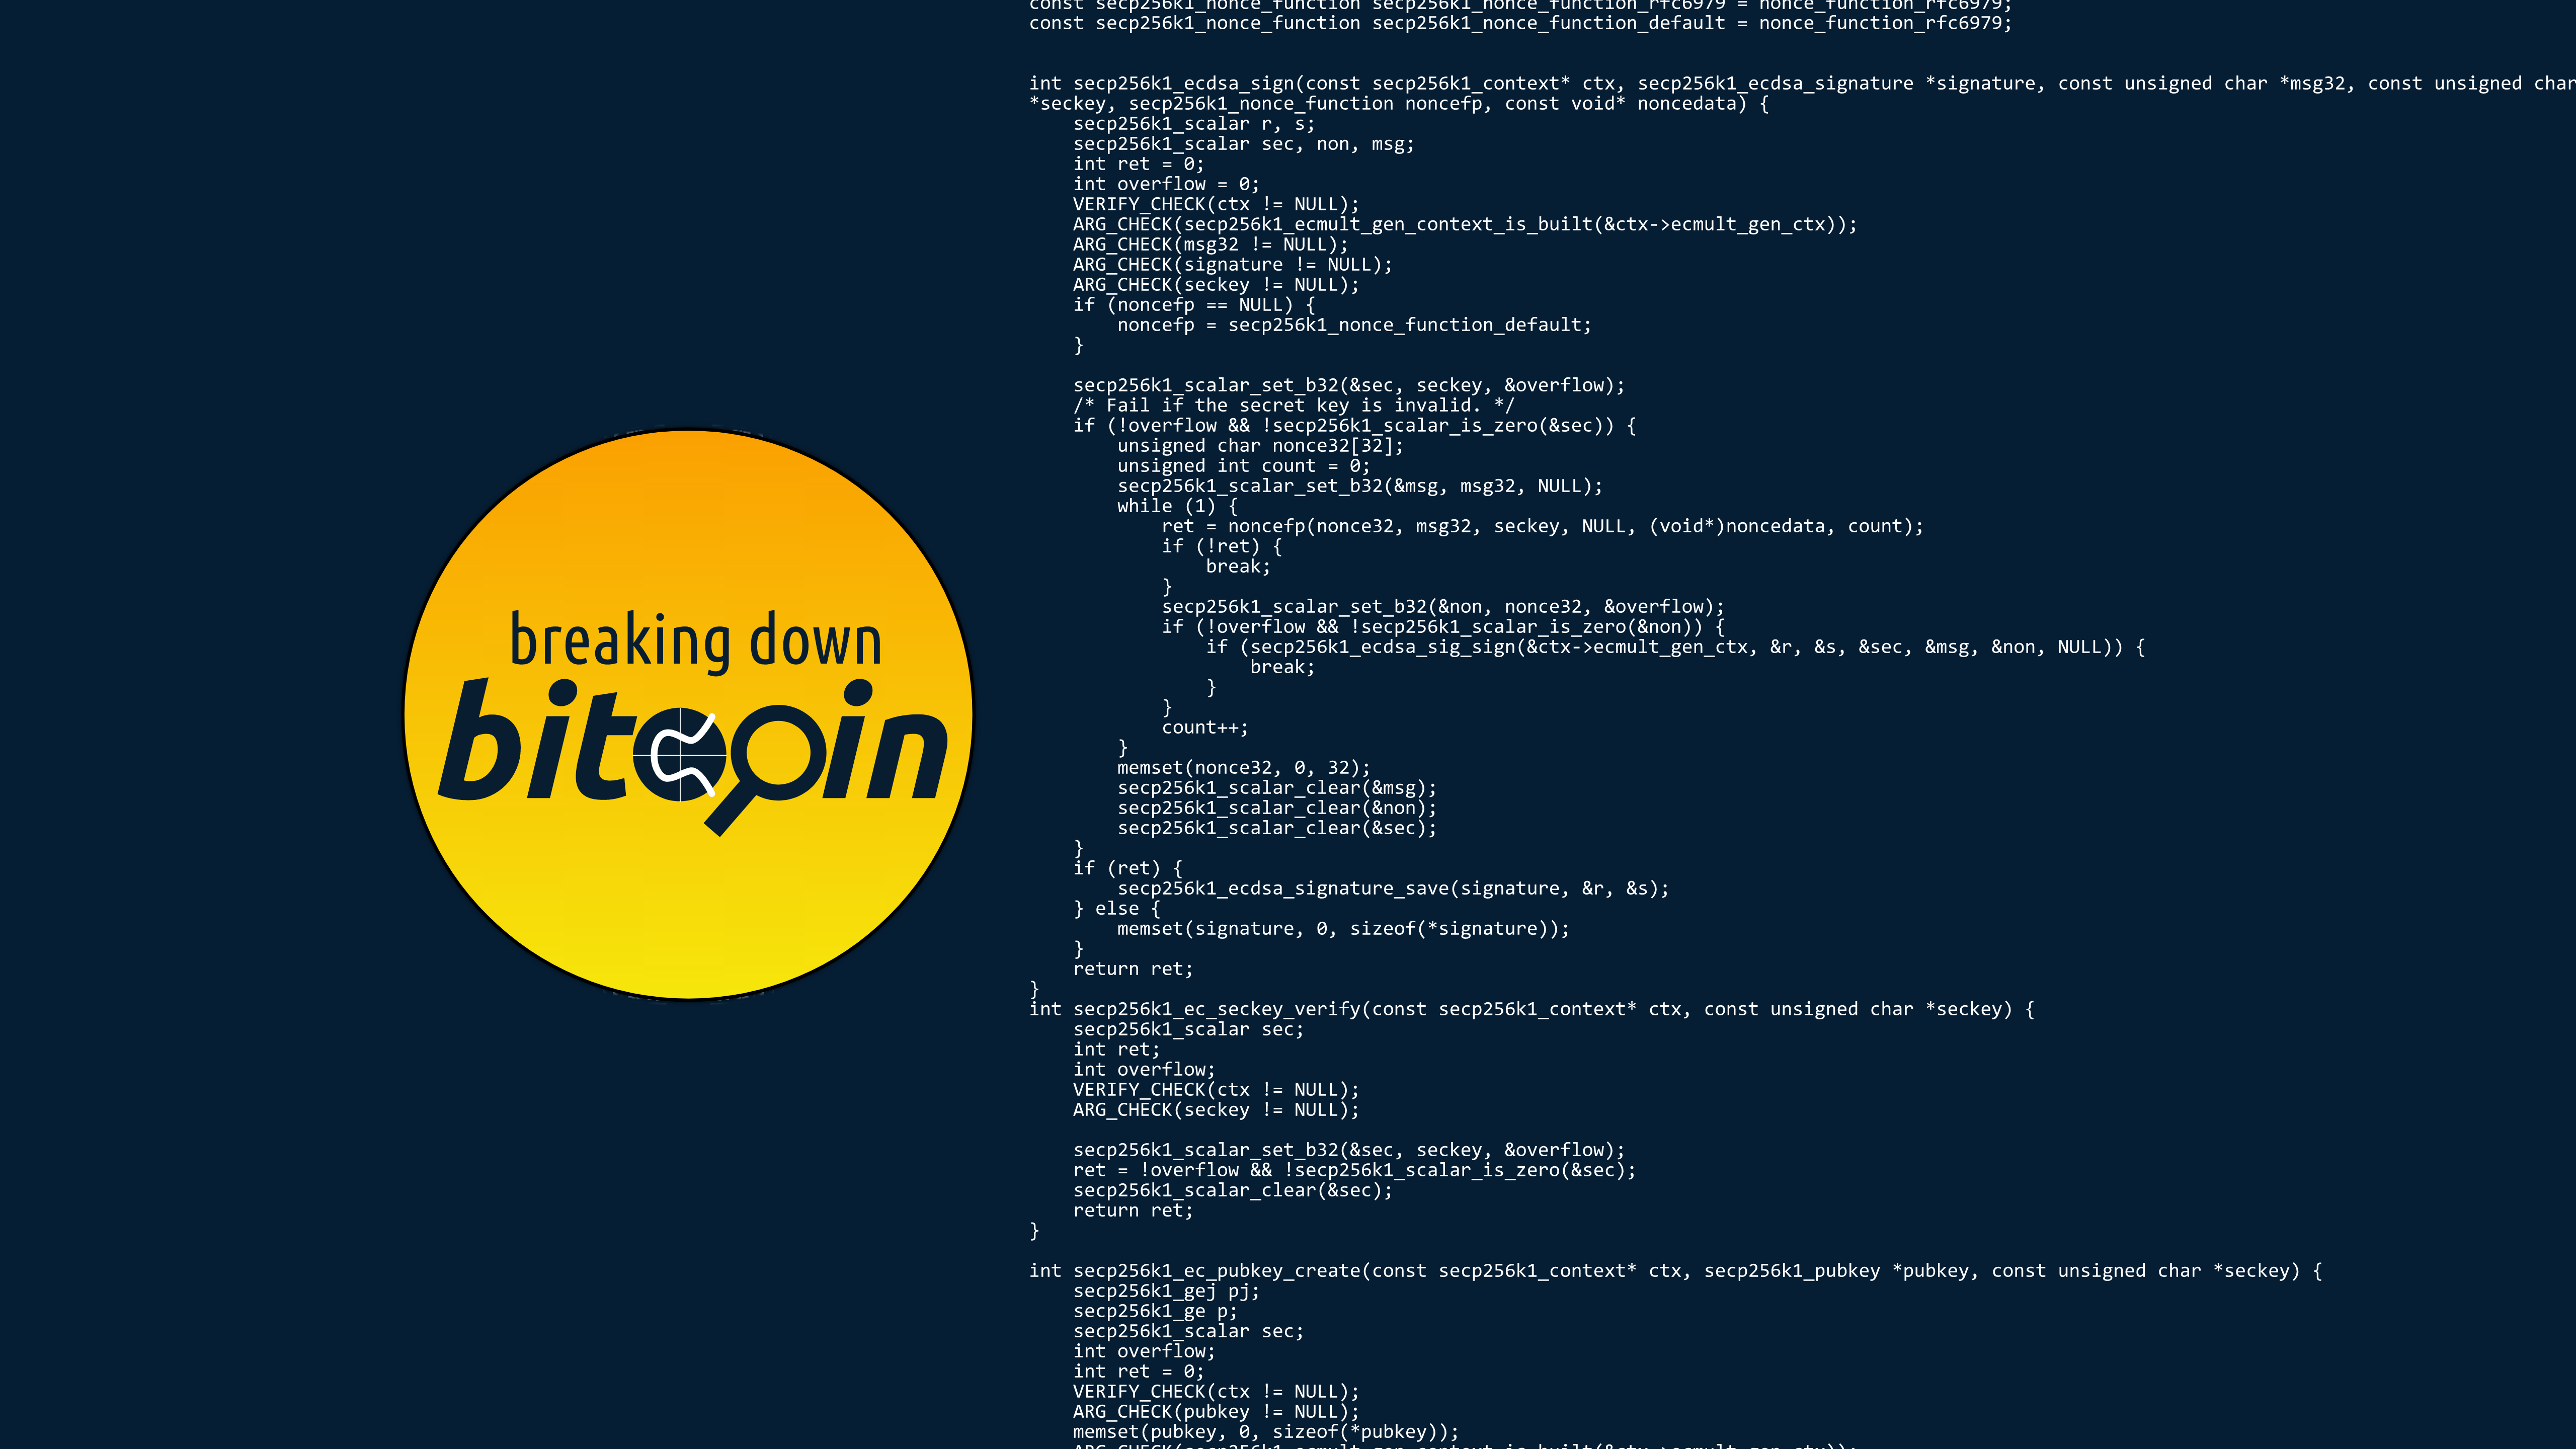 breaking down
bitcoin
const secp256k1_nonce_function secp256k1_nonce_function_rfc6979 = nonce_function_rfc6979;
const secp256k1_nonce_function secp256k1_nonce_function_default = nonce_function_rfc6979;
int secp256k1_ecdsa_sign(const secp256k1_context* ctx, secp256k1_ecdsa_signature *signature, const unsigned char *msg32, const unsigned char
*seckey, secp256k1_nonce_function noncefp, const void* noncedata) {
    secp256k1_scalar r, s;
    secp256k1_scalar sec, non, msg;
    int ret = 0;
    int overflow = 0;
    VERIFY_CHECK(ctx != NULL);
    ARG_CHECK(secp256k1_ecmult_gen_context_is_built(&ctx->ecmult_gen_ctx));
    ARG_CHECK(msg32 != NULL);
    ARG_CHECK(signature != NULL);
    ARG_CHECK(seckey != NULL);
    if (noncefp == NULL) {
        noncefp = secp256k1_nonce_function_default;
    }
    secp256k1_scalar_set_b32(&sec, seckey, &overflow);
    /* Fail if the secret key is invalid. */
    if (!overflow && !secp256k1_scalar_is_zero(&sec)) {
        unsigned char nonce32[32];
        unsigned int count = 0;
        secp256k1_scalar_set_b32(&msg, msg32, NULL);
        while (1) {
            ret = noncefp(nonce32, msg32, seckey, NULL, (void*)noncedata, count);
            if (!ret) {
                break;
            }
            secp256k1_scalar_set_b32(&non, nonce32, &overflow);
            if (!overflow && !secp256k1_scalar_is_zero(&non)) {
                if (secp256k1_ecdsa_sig_sign(&ctx->ecmult_gen_ctx, &r, &s, &sec, &msg, &non, NULL)) {
                    break;
                }
            }
            count++;
        }
        memset(nonce32, 0, 32);
        secp256k1_scalar_clear(&msg);
        secp256k1_scalar_clear(&non);
        secp256k1_scalar_clear(&sec);
    }
    if (ret) {
        secp256k1_ecdsa_signature_save(signature, &r, &s);
    } else {
        memset(signature, 0, sizeof(*signature));
    }
    return ret;
}
int secp256k1_ec_seckey_verify(const secp256k1_context* ctx, const unsigned char *seckey) {
    secp256k1_scalar sec;
    int ret;
    int overflow;
    VERIFY_CHECK(ctx != NULL);
    ARG_CHECK(seckey != NULL);
    secp256k1_scalar_set_b32(&sec, seckey, &overflow);
    ret = !overflow && !secp256k1_scalar_is_zero(&sec);
    secp256k1_scalar_clear(&sec);
    return ret;
}
int secp256k1_ec_pubkey_create(const secp256k1_context* ctx, secp256k1_pubkey *pubkey, const unsigned char *seckey) {
    secp256k1_gej pj;
    secp256k1_ge p;
    secp256k1_scalar sec;
    int overflow;
    int ret = 0;
    VERIFY_CHECK(ctx != NULL);
    ARG_CHECK(pubkey != NULL);
    memset(pubkey, 0, sizeof(*pubkey));